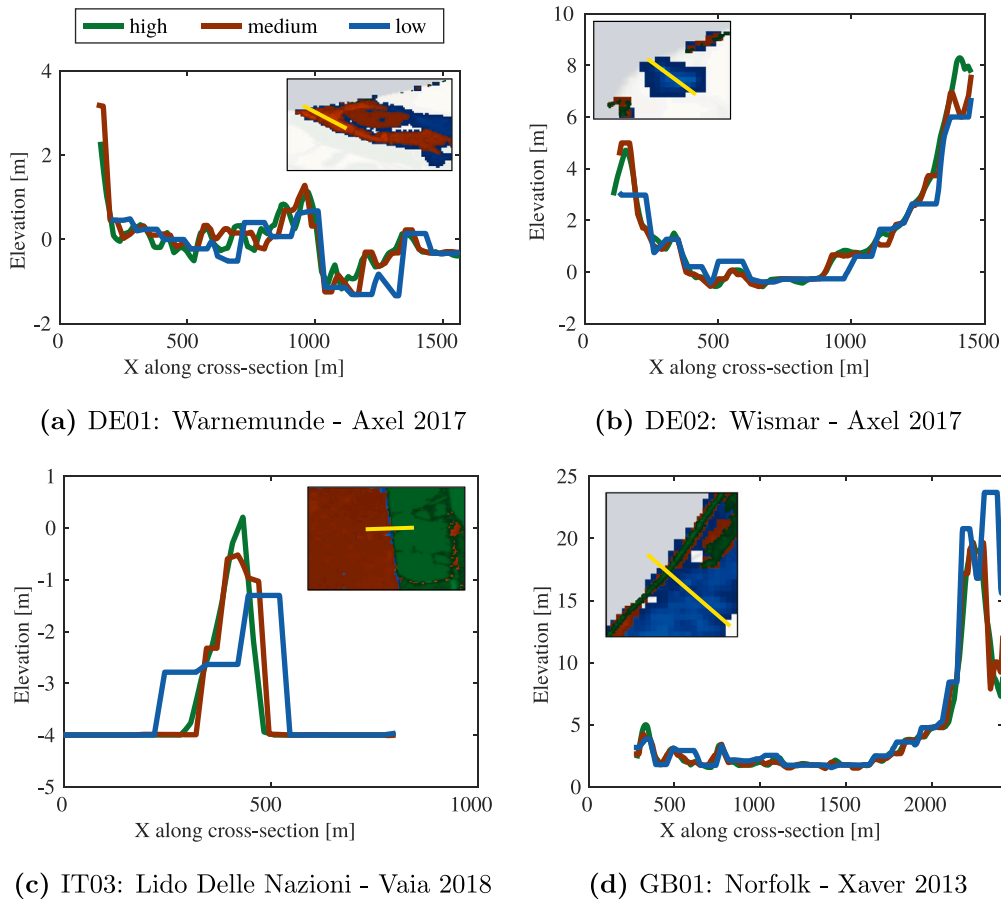 high medium low
4
2
0
-2
Elevation [m]
0 500 1000 1500
X along cross-section [m]
(a) DE01: Warnemunde - Axel 2017
10
8
6
4
2
0
-2
Elevation [m]
0 500 1000 1500
X along cross-section [m]
(b) DE02: Wismar - Axel 2017
1
0
-1
-2
-3
-4
-5
Elevation [m]
0 500 1000
X along cross-section [m]
(c) IT03: Lido Delle Nazioni - Vaia 2018
25
20
15
10
5
0
Elevation [m]
0 500 1000 1500 2000
X along cross-section [m]
(d) GB01: Norfolk - Xaver 2013